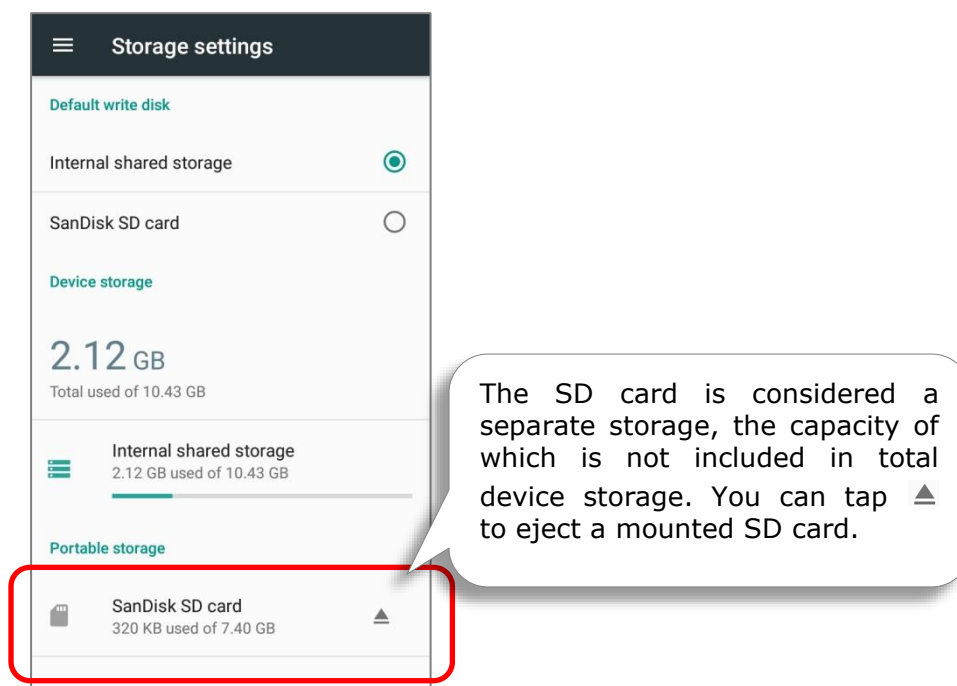 Storage settings
Default write disk
Internal shared storage
SanDisk SD card
Device storage
2.12 GB
Total used of 10.43 GB
Internal shared storage
2.12 GB used of 10.43 GB
Portable storage
SanDisk SD card
320 KB used of 7.40 GB
The SD card is considered a
separate storage, the capacity of
which is not included in total
device storage. You can tap
to eject a mounted SD card.